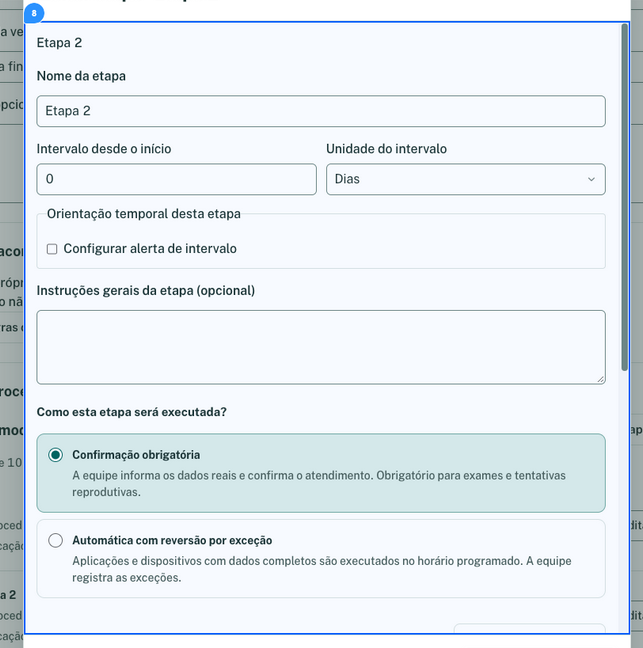 8
Etapa 2
Nome da etapa
Etapa 2
Intervalo desde o início
Unidade do intervalo
0
Dias
Orientação temporal desta etapa
Configurar alerta de intervalo
Instruções gerais da etapa (opcional)
Como esta etapa será executada?
Confirmação obrigatória
A equipe informa os dados reais e confirma o atendimento. Obrigatório para exames e tentativas
reprodutivas.
Automática com reversão por exceção
Aplicações e dispositivos com dados completos são executados no horário programado. A equipe
registra as exceções.